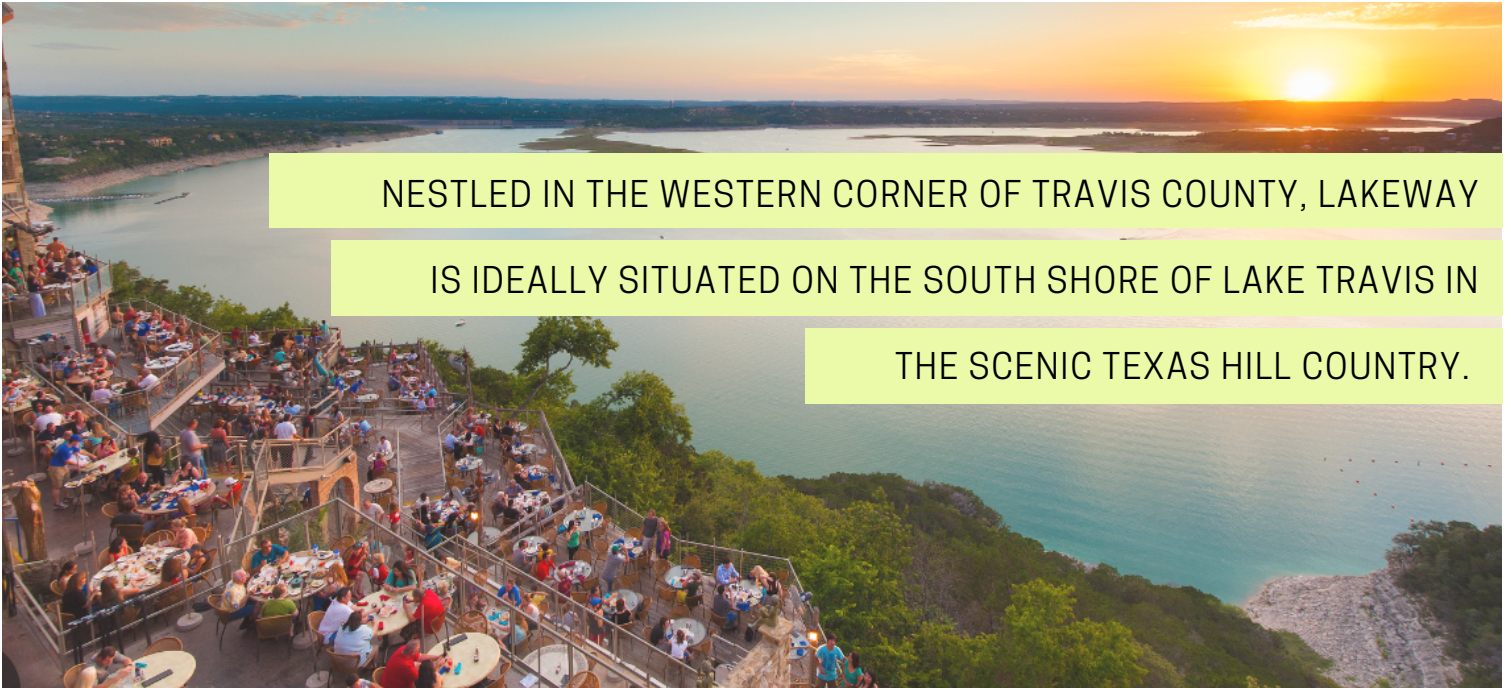 NESTLED IN THE WESTERN CORNER OF TRAVIS COUNTY, LAKEWAY
IS IDEALLY SITUATED ON THE SOUTH SHORE OF LAKE TRAVIS IN
THE SCENIC TEXAS HILL COUNTRY.